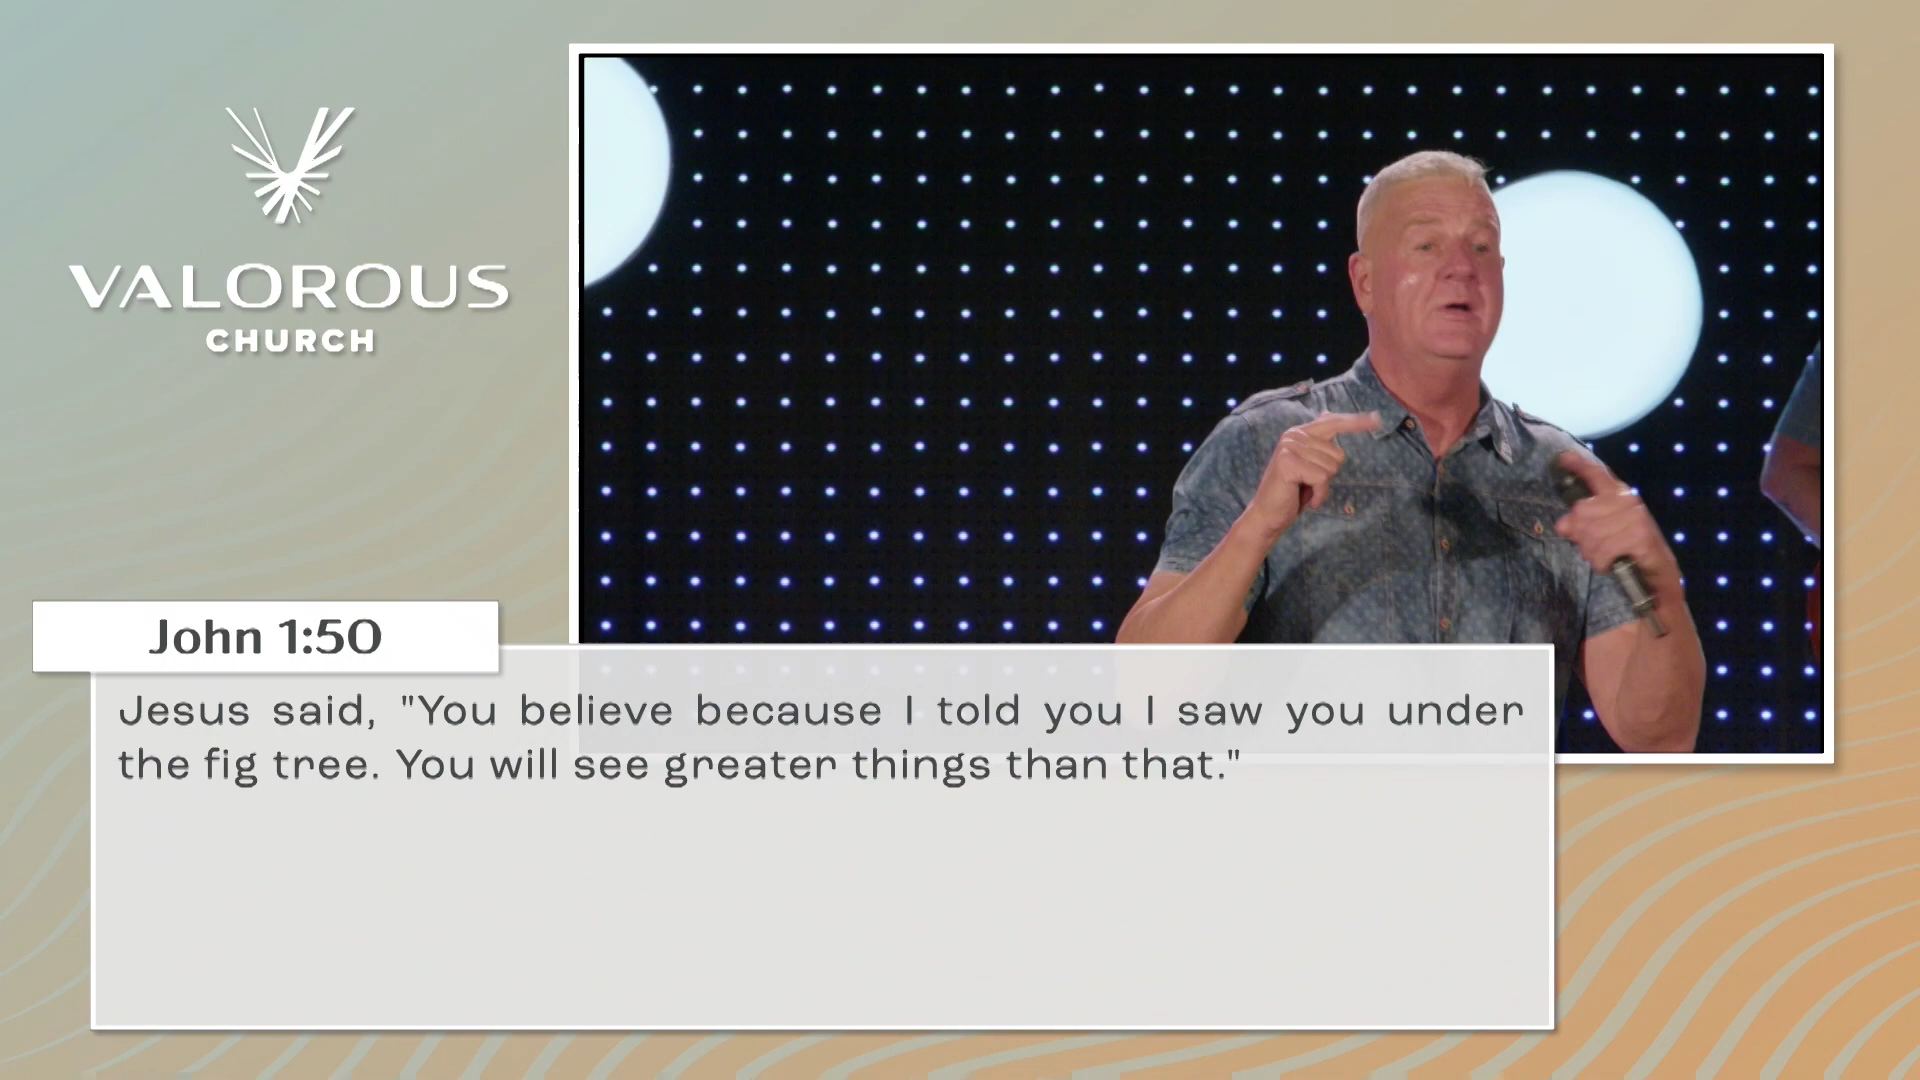 VALOROUS
CHURCH
John 1:50
Jesus said, "You believe because I told you I saw you under
the fig tree. You will see greater things than that."